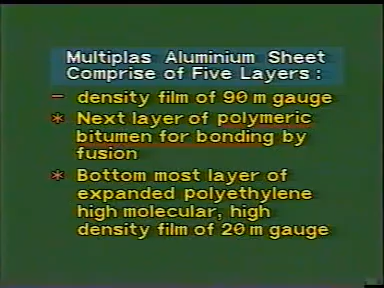 Multiplas Aluminium Sheet
Comprise of Five Layers :
– density film of 90 m gauge
* Next layer of polymeric
bitumen for bonding by
fusion
* Bottom most layer of
expanded polyethylene
high molecular, high
density film of 20 m gauge